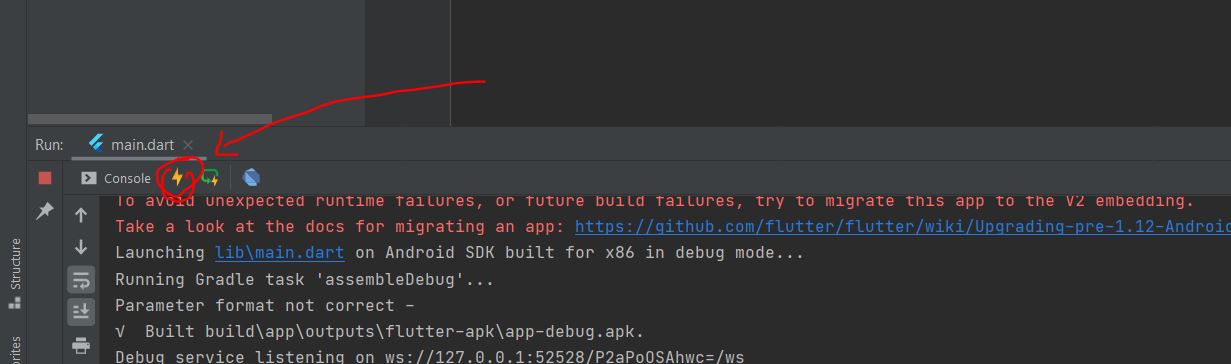 Run: main.dart
Console
To avoid unexpected runtime failures, or future build failures, try to migrate this app to the V2 embedding.
Take a look at the docs for migrating an app: https://github.com/flutter/flutter/wiki/Upgrading-pre-1.12-Android
Launching lib\main.dart on Android SDK built for x86 in debug mode...
Running Gradle task 'assembleDebug'...
Parameter format not correct -
√  Built build\app\outputs\flutter-apk\app-debug.apk.
Debug service listening on ws://127.0.0.1:52528/P2aPoOSAhwc=/ws
Structure